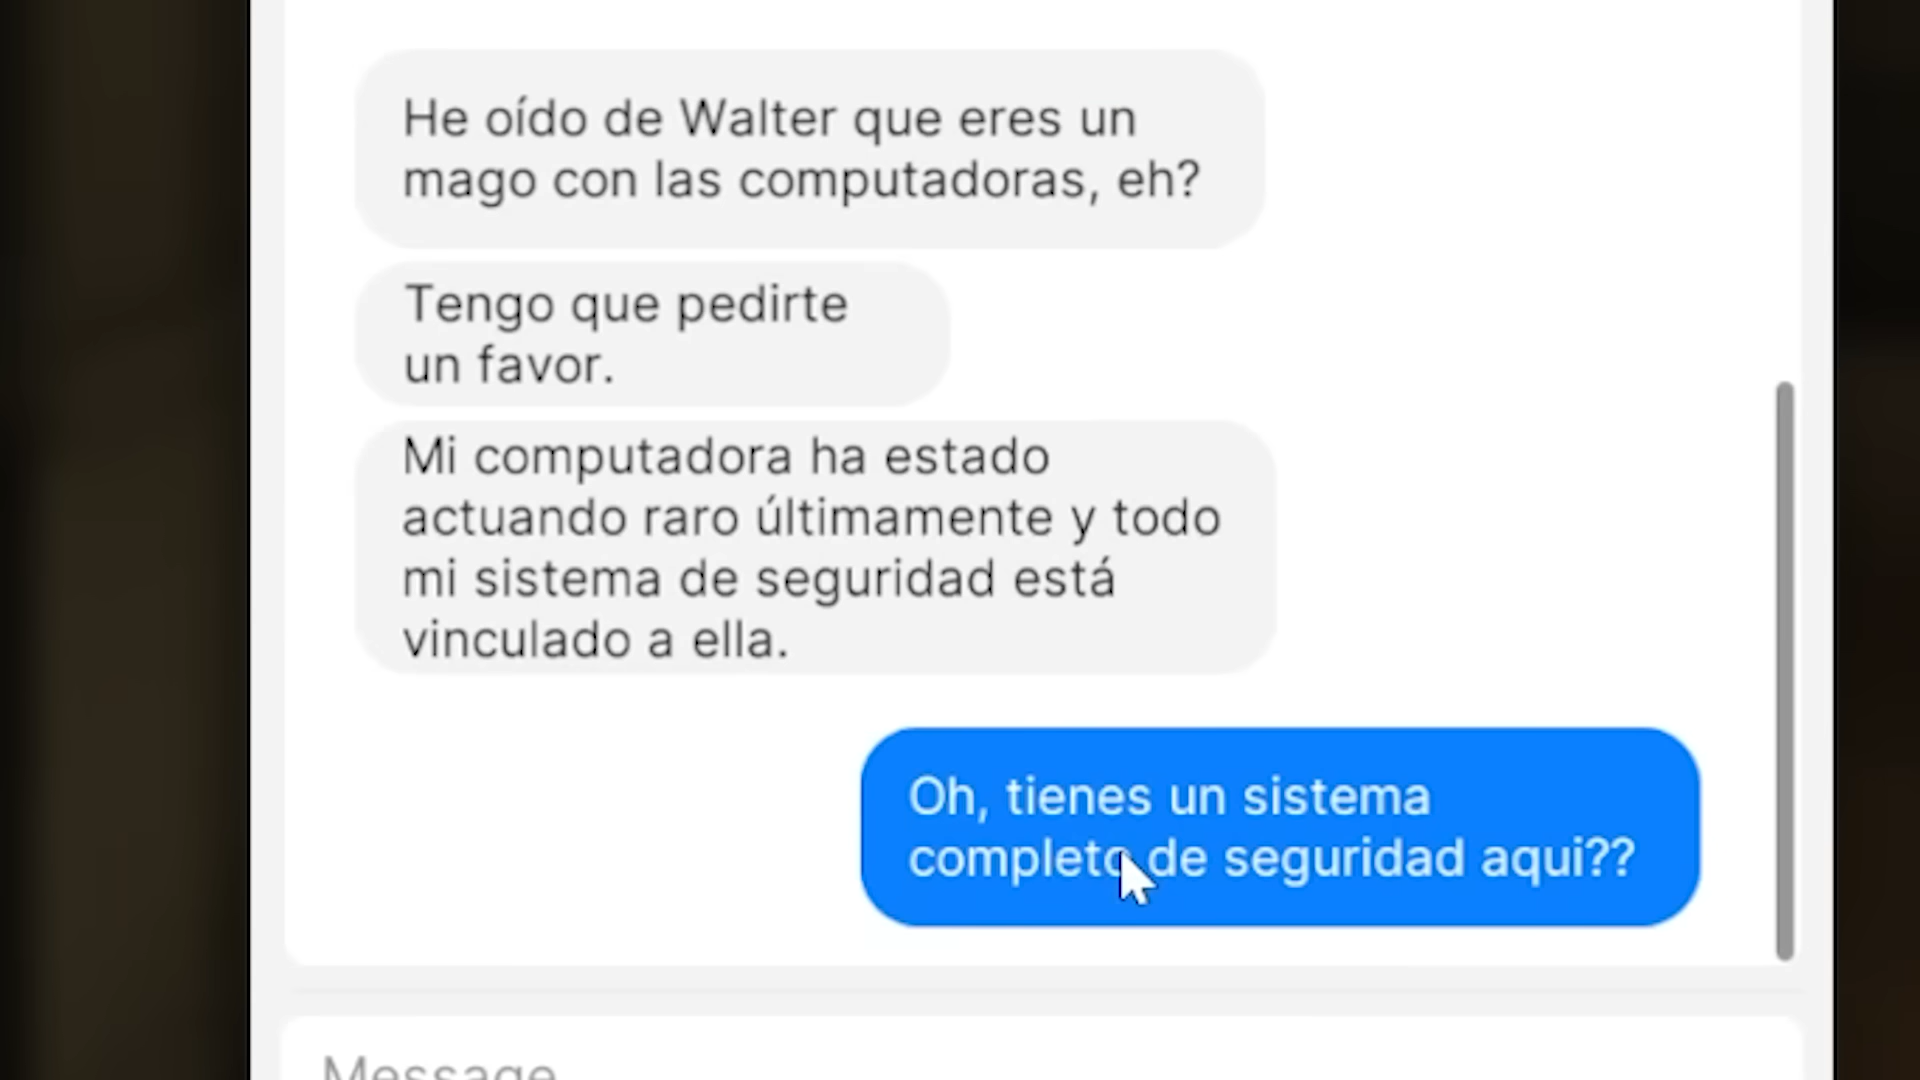 He oído de Walter que eres un
mago con las computadoras, eh?
Tengo que pedirte
un favor.
Mi computadora ha estado
actuando raro últimamente y todo
mi sistema de seguridad está
vinculado a ella.
Oh, tienes un sistema
completo de seguridad aqui??
Message